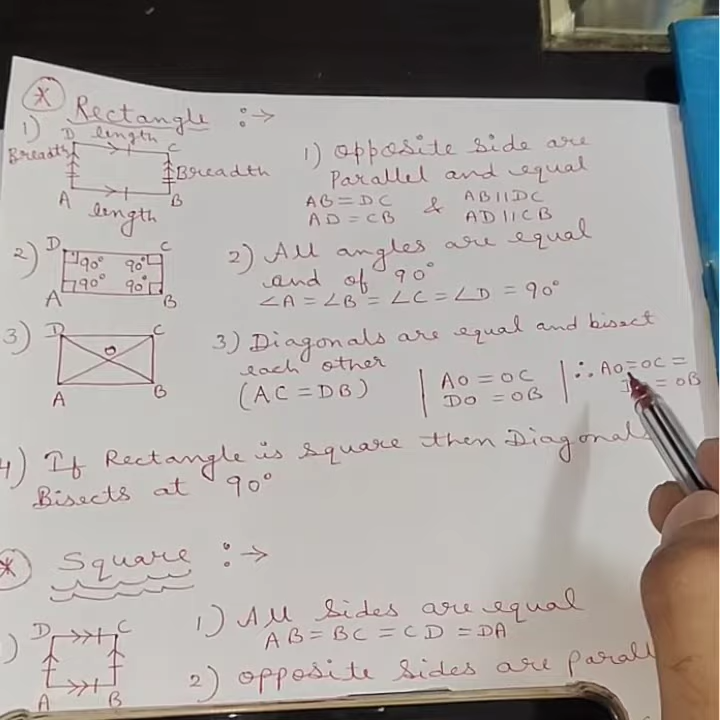 * Rectangle :→
1) D length C
Breadth Breadth
A length B
1) opposite side are
Parallel and equal
AB = DC & AB || DC
AD = CB AD || CB
2) D C
90° 90°
90° 90°
A B
2) All angles are equal
and of 90°
∠A = ∠B = ∠C = ∠D = 90°
3) D C
O
A B
3) Diagonals are equal and bisect
each other
(AC = DB) | AO = OC | ∴ AO = OC =
DO = OB = OB
4) If Rectangle is square then Diagonals
Bisects at 90°
* Square :→
D C
A B
1) All sides are equal
AB = BC = CD = DA
2) opposite sides are